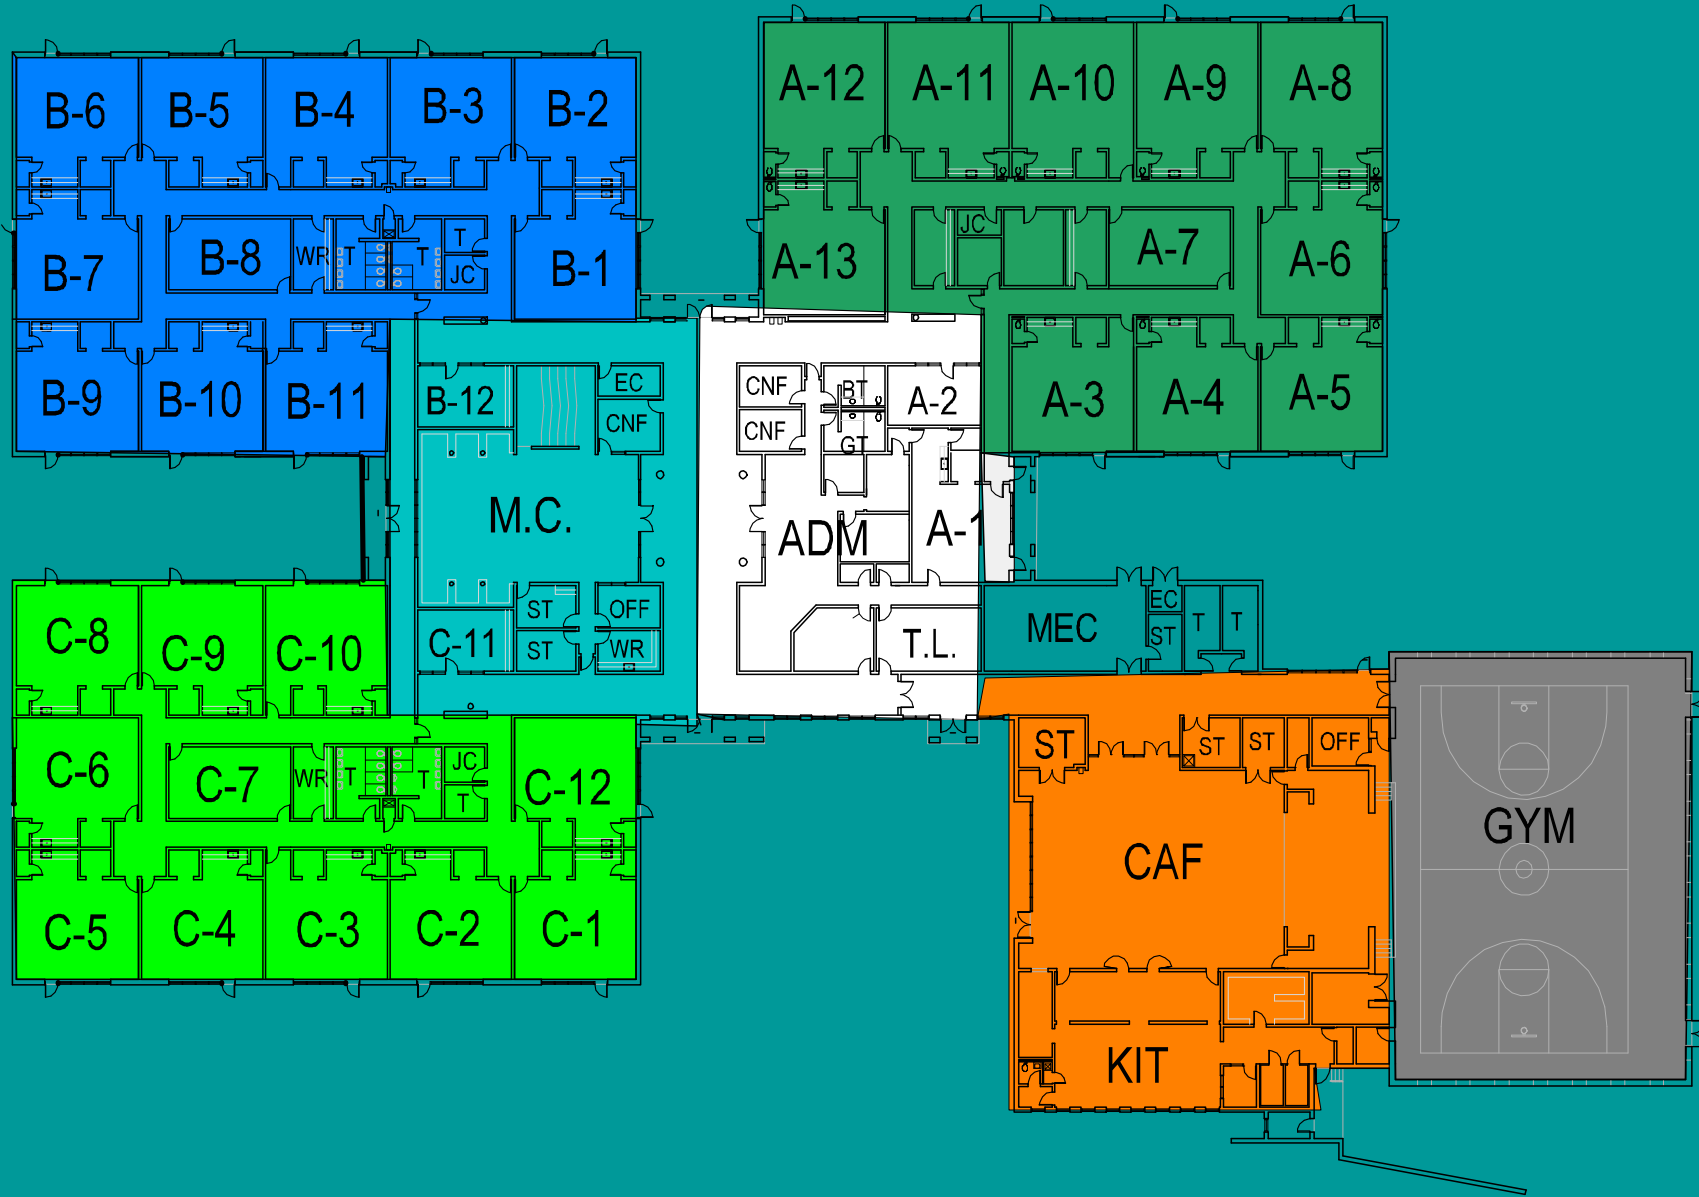 A-12 A-11 A-10 A-9 A-8
B-6 B-5 B-4 B-3 B-2
JC
B-7 B-8 WR T T T B-1
JC
A-13 A-7 A-6
B-9 B-10 B-11
B-12 EC
CNF
CNF BT A-2
CNF GT
A-3 A-4 A-5
M.C.
ADM A-1
C-8 C-9 C-10
ST OFF
C-11 ST WR
T.L.
MEC EC T T
ST
C-6 C-7 WR T T JC C-12
T
ST ST ST OFF
GYM
CAF
C-5 C-4 C-3 C-2 C-1
KIT